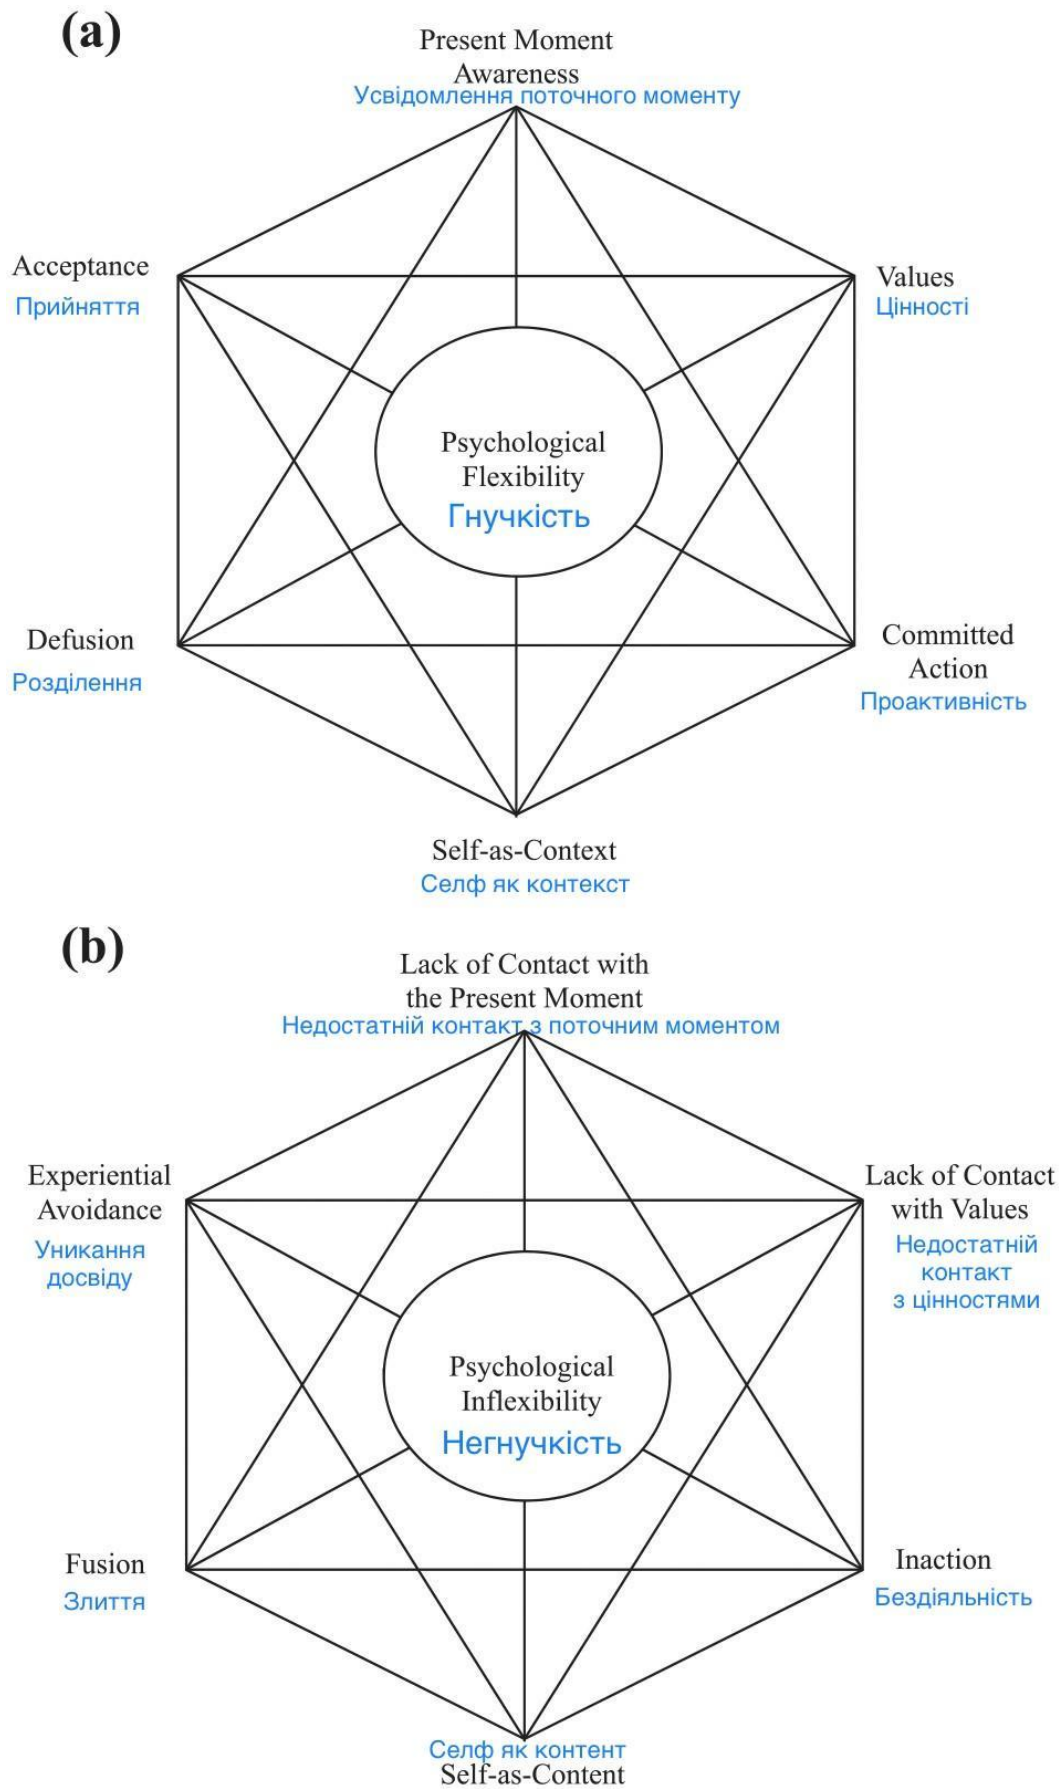 (a)
Present Moment
Awareness
Усвідомлення поточного моменту
Acceptance
Прийняття
Values
Цінності
Psychological
Flexibility
Гнучкість
Defusion
Розділення
Committed
Action
Проактивність
Self-as-Context
Селф як контекст
(b)
Lack of Contact with
the Present Moment
Недостатній контакт з поточним моментом
Experiential
Avoidance
Уникання
досвіду
Lack of Contact
with Values
Недостатній
контакт
з цінностями
Psychological
Inflexibility
Негнучкість
Fusion
Злиття
Inaction
Бездіяльність
Селф як контент
Self-as-Content